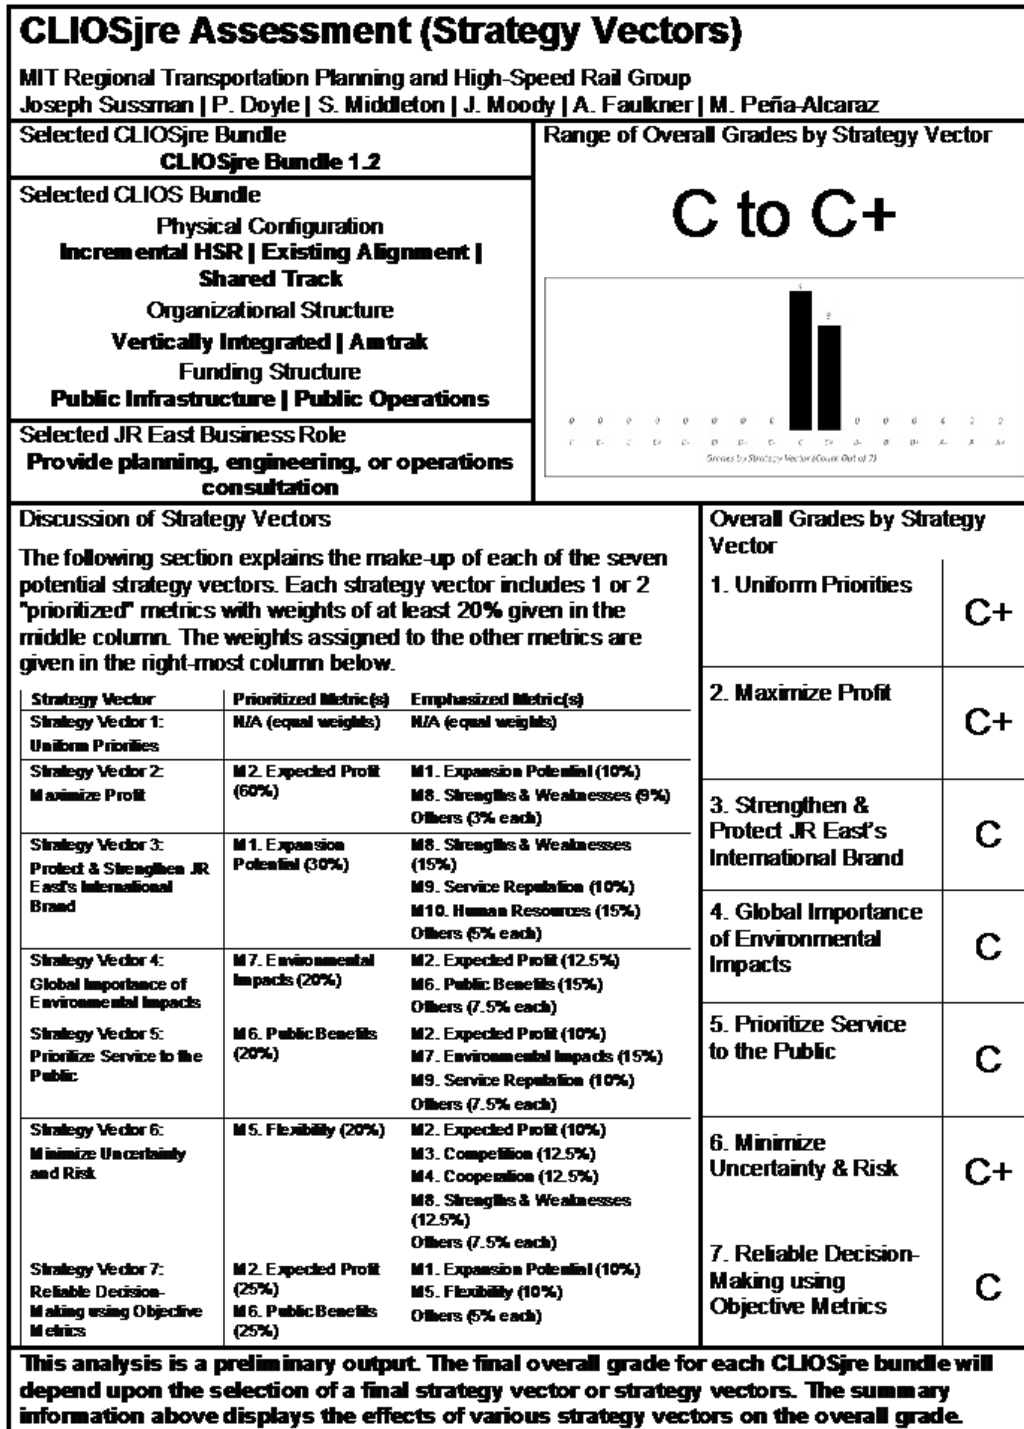 CLIOSjre Assessment (Strategy Vectors)
MIT Regional Transportation Planning and High-Speed Rail Group
Joseph Sussman | P. Doyle | S. Middleton | J. Moody | A. Faulkner | M. Peña-Alcaraz
Selected CLIOSjre Bundle
CLIOSjre Bundle 1.2
Selected CLIOS Bundle
Physical Configuration
Incremental HSR | Existing Alignment |
Shared Track
Organizational Structure
Vertically Integrated | Amtrak
Funding Structure
Public Infrastructure | Public Operations
Selected JR East Business Role
Provide planning, engineering, or operations
consultation
Range of Overall Grades by Strategy Vector
C to C+
Grades by Strategy Vector (Count Out of 7)
Discussion of Strategy Vectors
The following section explains the make-up of each of the seven
potential strategy vectors. Each strategy vector includes 1 or 2
"prioritized" metrics with weights of at least 20% given in the
middle column. The weights assigned to the other metrics are
given in the right-most column below.
Strategy Vector Prioritized Metric(s) Emphasized Metric(s)
Strategy Vector 1: N/A (equal weights) N/A (equal weights)
Uniform Priorities
Strategy Vector 2: M2. Expected Profit M1. Expansion Potential (10%)
Maximize Profit (60%) M8. Strengths & Weaknesses (9%)
Others (3% each)
Strategy Vector 3: M1. Expansion M8. Strengths & Weaknesses
Protect & Strengthen JR Potential (30%) (15%)
East's International M9. Service Reputation (10%)
Brand M10. Human Resources (15%)
Others (5% each)
Strategy Vector 4: M7. Environmental M2. Expected Profit (12.5%)
Global Importance of Impacts (20%) M6. Public Benefits (15%)
Environmental Impacts Others (7.5% each)
Strategy Vector 5: M6. Public Benefits M2. Expected Profit (10%)
Prioritize Service to the (20%) M7. Environmental Impacts (15%)
Public M9. Service Reputation (10%)
Others (7.5% each)
Strategy Vector 6: M5. Flexibility (20%) M2. Expected Profit (10%)
Minimize Uncertainty M3. Competition (12.5%)
and Risk M4. Cooperation (12.5%)
M8. Strengths & Weaknesses
(12.5%)
Others (7.5% each)
Strategy Vector 7: M2. Expected Profit M1. Expansion Potential (10%)
Reliable Decision- (25%) M5. Flexibility (10%)
Making using Objective M6. Public Benefits Others (5% each)
Metrics (25%)
Overall Grades by Strategy
Vector
1. Uniform Priorities
C+
2. Maximize Profit
C+
3. Strengthen &
Protect JR East's
International Brand
C
4. Global Importance
of Environmental
Impacts
C
5. Prioritize Service
to the Public
C
6. Minimize
Uncertainty & Risk
C+
7. Reliable Decision-
Making using
Objective Metrics
C
This analysis is a preliminary output. The final overall grade for each CLIOSjre bundle will
depend upon the selection of a final strategy vector or strategy vectors. The summary
information above displays the effects of various strategy vectors on the overall grade.